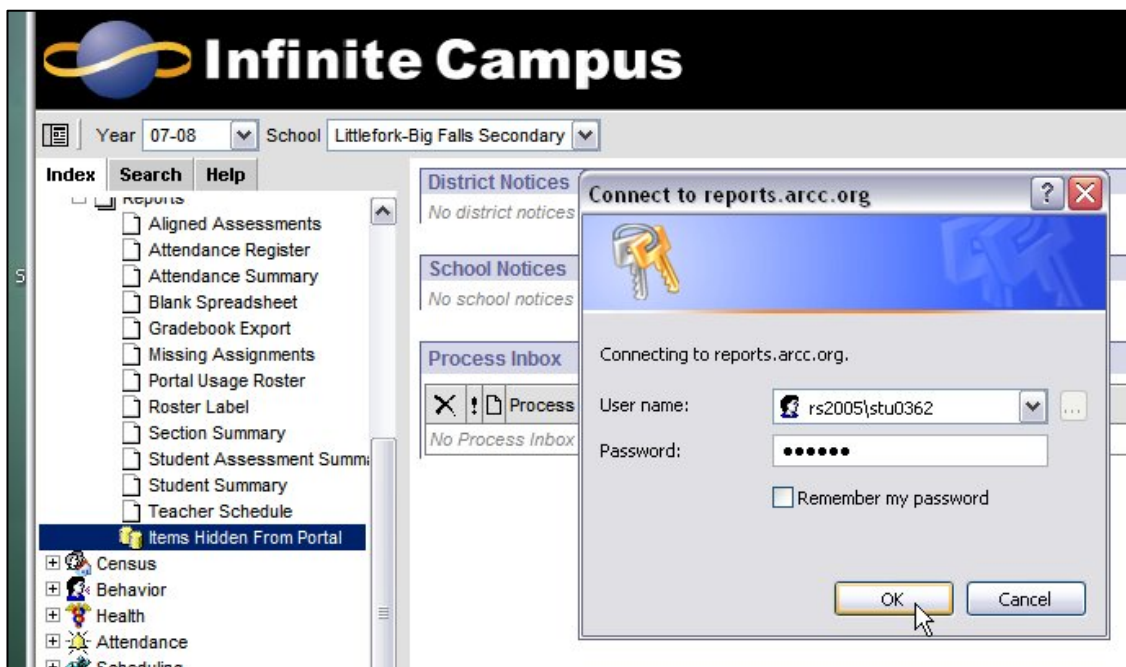 Infinite Campus
Year 07-08 School Littlefork-Big Falls Secondary
Index Search Help
Reports
Aligned Assessments
Attendance Register
Attendance Summary
Blank Spreadsheet
Gradebook Export
Missing Assignments
Portal Usage Roster
Roster Label
Section Summary
Student Assessment Summa
Student Summary
Teacher Schedule
Items Hidden From Portal
Census
Behavior
Health
Attendance
Scheduling
S
District Notices
No district notices
School Notices
No school notices
Process Inbox
Process
No Process Inbox
Connect to reports.arcc.org
Connecting to reports.arcc.org.
User name: rs2005\stu0362
Password: ••••••
Remember my password
OK Cancel